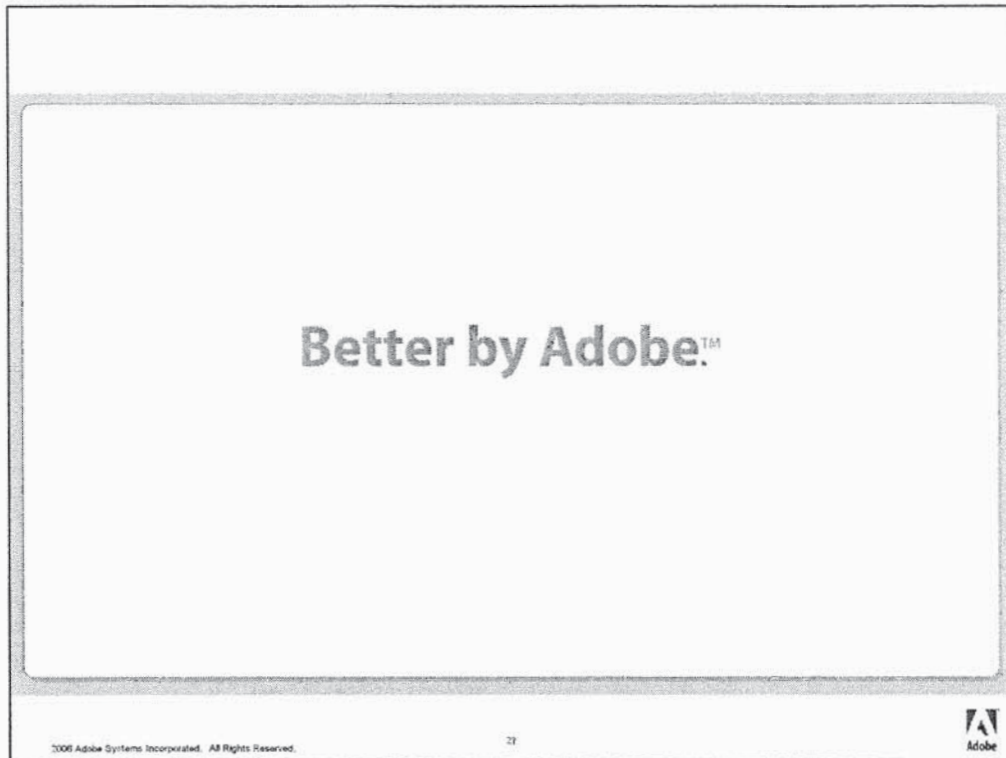 Better by Adobe.™
2006 Adobe Systems Incorporated. All Rights Reserved.
Adobe